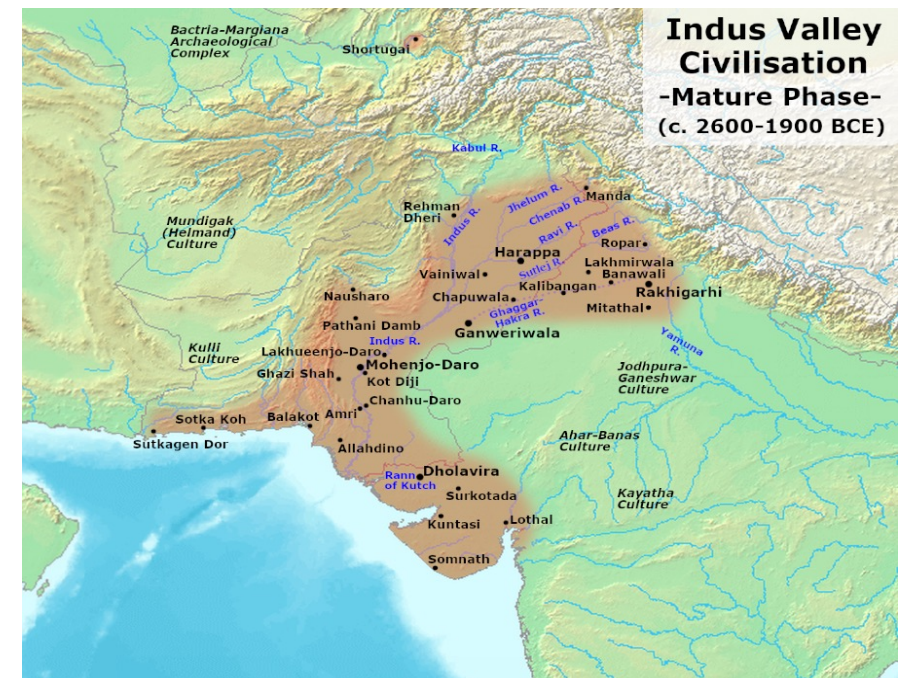 Indus Valley
Civilisation
-Mature Phase-
(c. 2600-1900 BCE)
Bactria-Margiana
Archaeological
Complex
Shortugai
Kabul R.
Rehman
Dheri
Indus R.
Jhelum R.
Manda
Chenab R.
Ravi R.
Beas R.
Mundigak
(Helmand)
Culture
Ropar
Harappa
Sutlej R.
Lakhmirwala
Vainiwal
Banawali
Kalibangan
Rakhigarhi
Nausharo
Chapuwala
Ghaggar-
Hakra R.
Mitathal
Pathani Damb
Ganweriwala
Indus R.
Yamuna
R.
Kulli
Culture
Lakhueenjo-Daro
Mohenjo-Daro
Ghazi Shah
Kot Diji
Jodhpura-
Ganeshwar
Culture
Chanhu-Daro
Amri
Balakot
Sotka Koh
Sutkagen Dor
Allahdino
Ahar-Banas
Culture
Dholavira
Rann
of Kutch
Surkotada
Kayatha
Culture
Kuntasi
Lothal
Somnath